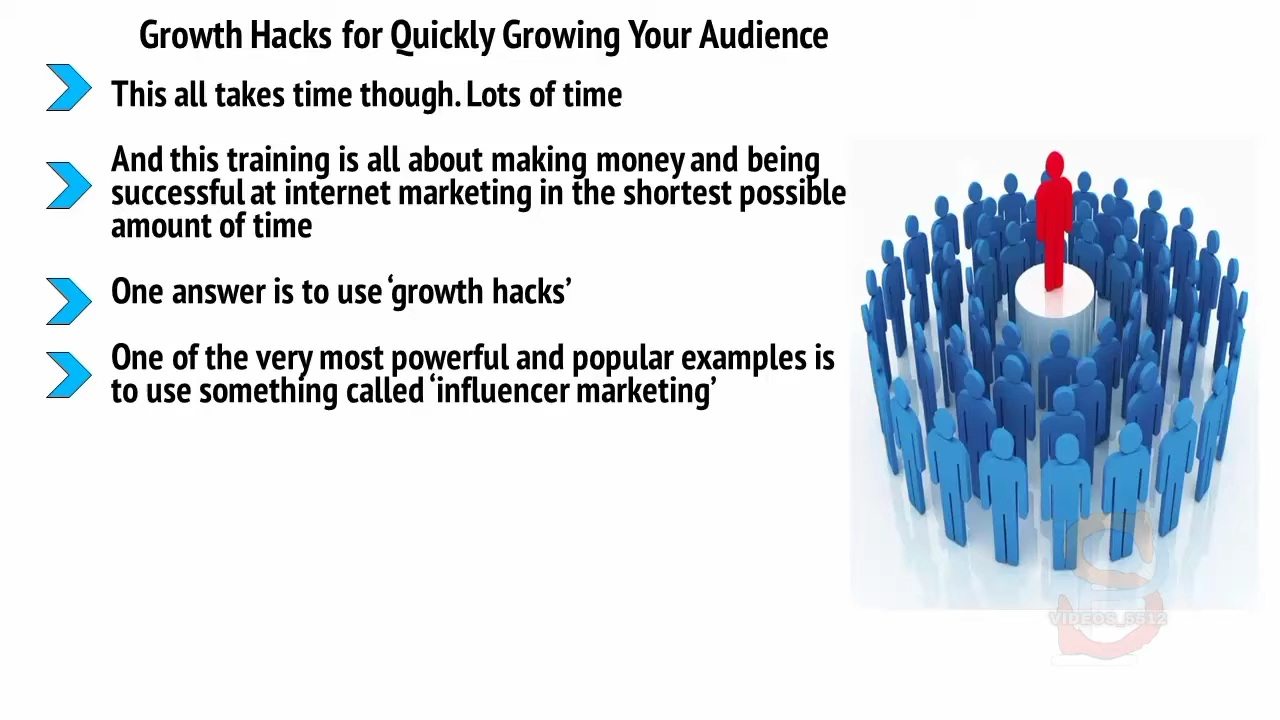 Growth Hacks for Quickly Growing Your Audience
This all takes time though. Lots of time
And this training is all about making money and being
successful at internet marketing in the shortest possible
amount of time
One answer is to use ‘growth hacks’
One of the very most powerful and popular examples is
to use something called ‘influencer marketing’
VIDEOS_5512